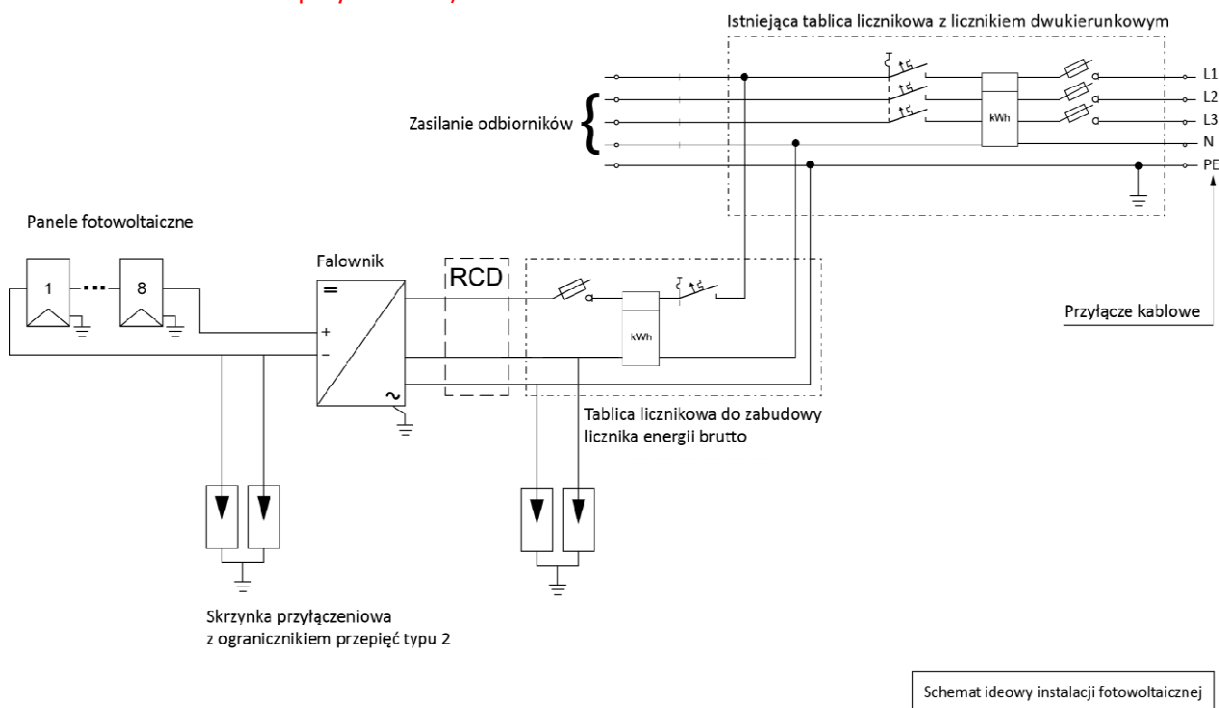 Istniejąca tablica licznikowa z licznikiem dwukierunkowym
L1
L2
L3
N
PE
kWh
Zasilanie odbiorników
Panele fotowoltaiczne
1
8
Falownik
RCD
kWh
Przyłącze kablowe
Tablica licznikowa do zabudowy
licznika energii brutto
Skrzynka przyłączeniowa
z ogranicznikiem przepięć typu 2
Schemat ideowy instalacji fotowoltaicznej